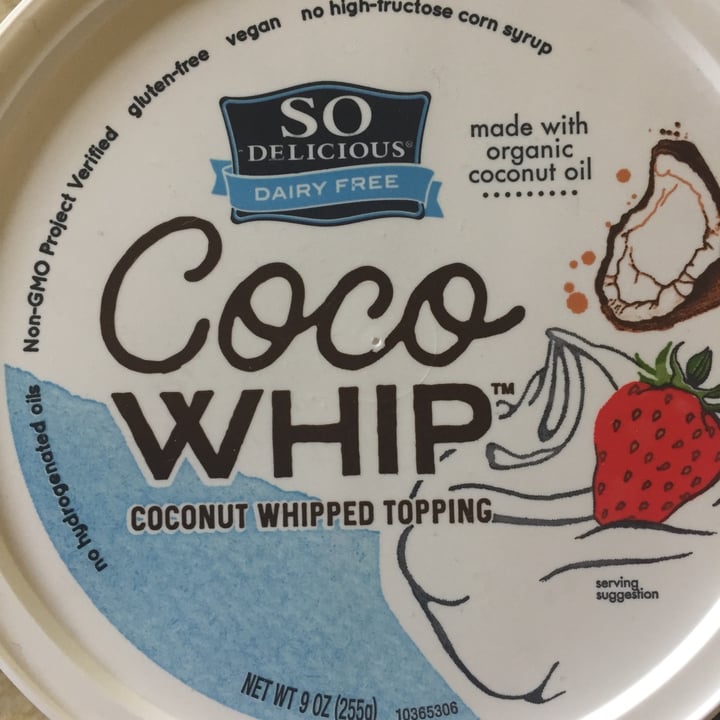 no hydrogenated oils Non-GMO Project Verified gluten-free vegan no high-fructose corn syrup
SO
DELICIOUS®
DAIRY FREE
made with
organic
coconut oil
Coco
WHIP™
COCONUT WHIPPED TOPPING
serving
suggestion
NET WT 9 OZ (255g)
10365306